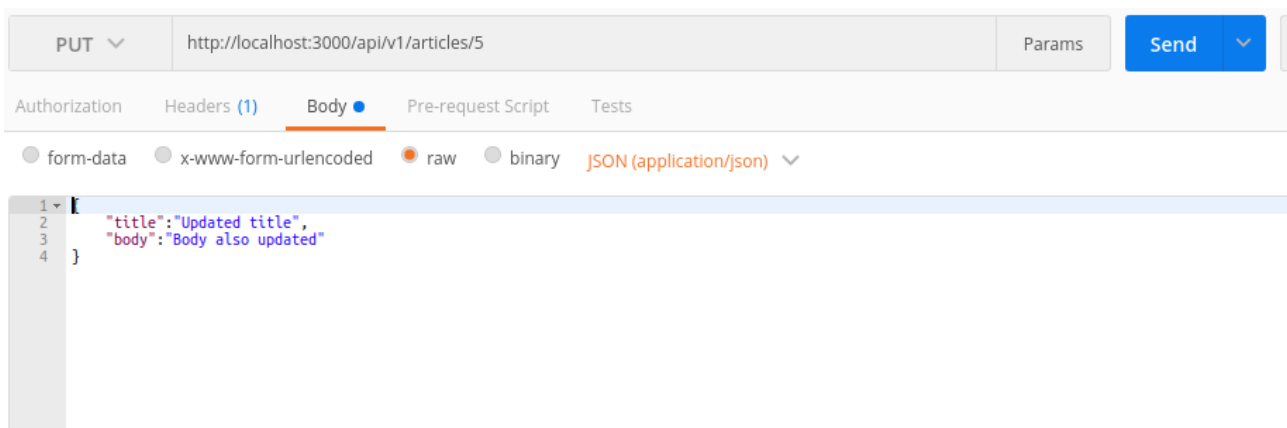 PUT http://localhost:3000/api/v1/articles/5 Params Send
Authorization Headers (1) Body Pre-request Script Tests
form-data x-www-form-urlencoded raw binary JSON (application/json)
1 {
2 "title":"Updated title",
3 "body":"Body also updated"
4 }